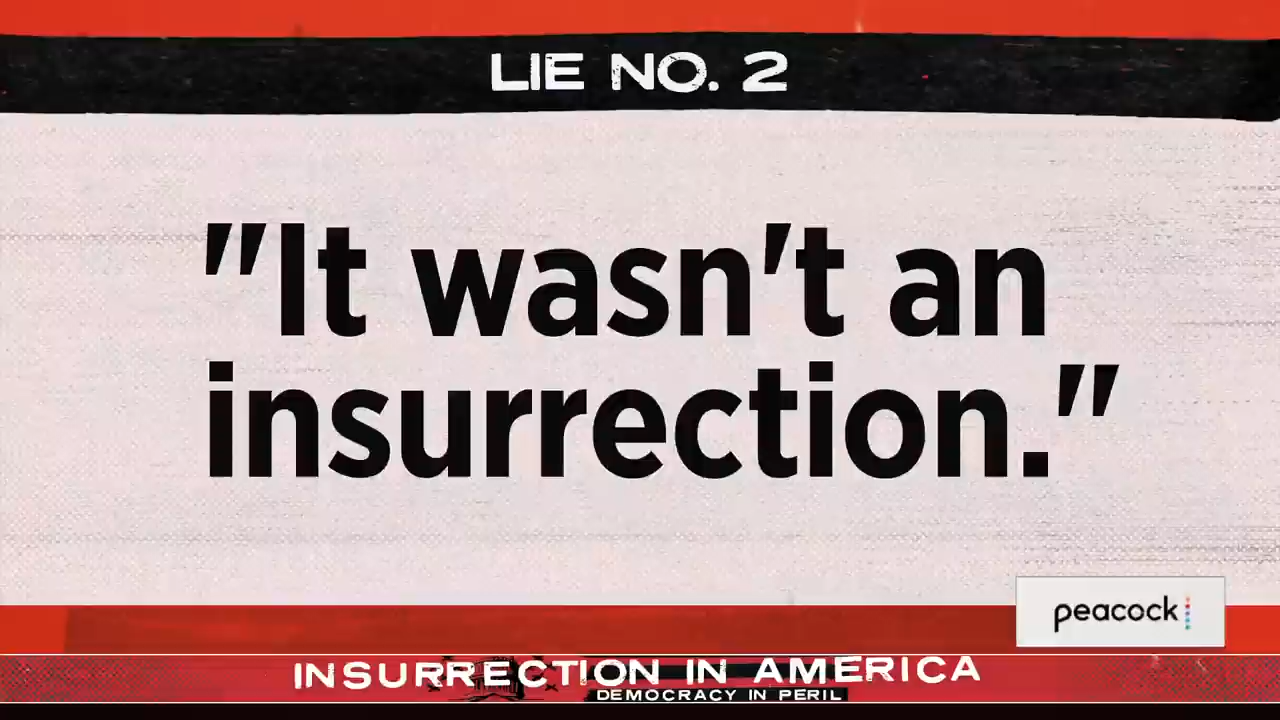 LIE NO. 2
"It wasn't an
insurrection."
peacock
INSURRECTION IN AMERICA
DEMOCRACY IN PERIL